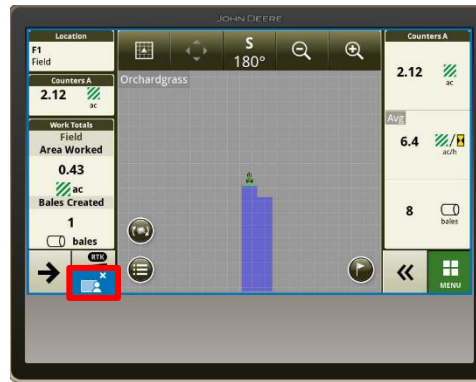 JOHN DEERE
Location
F1
Field
Counters A
2.12
ac
Work Totals
Field
Area Worked
0.43
ac
Bales Created
1
bales
RTK
S
180°
Orchardgrass
Counters A
2.12
ac
Avg
6.4
ac/h
8
bales
MENU